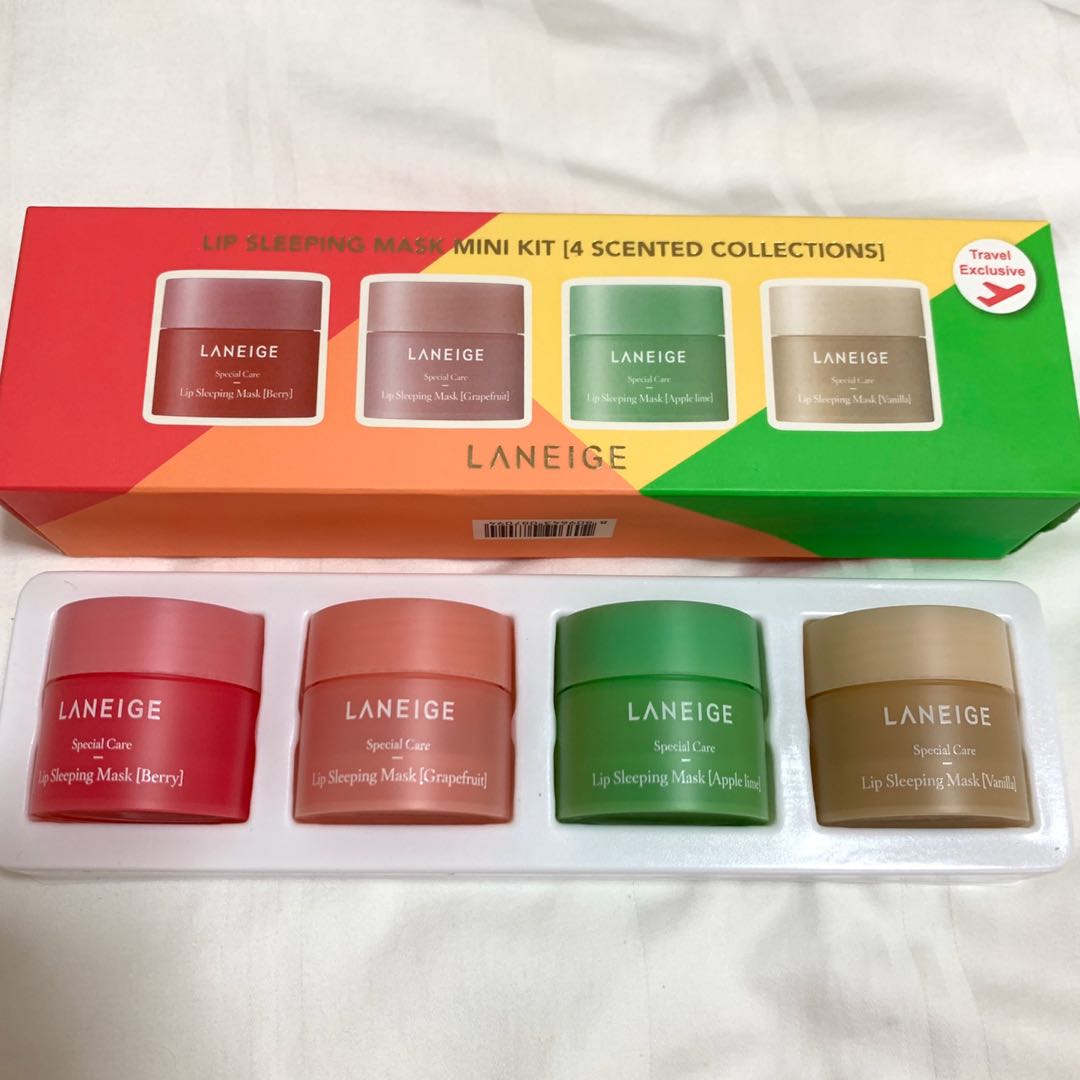 LIP SLEEPING MASK MINI KIT [4 SCENTED COLLECTIONS]
Travel
Exclusive
LANEIGE
Special Care
Lip Sleeping Mask [Berry]
LANEIGE
Special Care
Lip Sleeping Mask [Grapefruit]
LANEIGE
Special Care
Lip Sleeping Mask [Apple lime]
LANEIGE
Special Care
Lip Sleeping Mask [Vanilla]
LANEIGE
LANEIGE
Special Care
Lip Sleeping Mask [Berry]
LANEIGE
Special Care
Lip Sleeping Mask [Grapefruit]
LANEIGE
Special Care
Lip Sleeping Mask [Apple lime]
LANEIGE
Special Care
Lip Sleeping Mask [Vanilla]